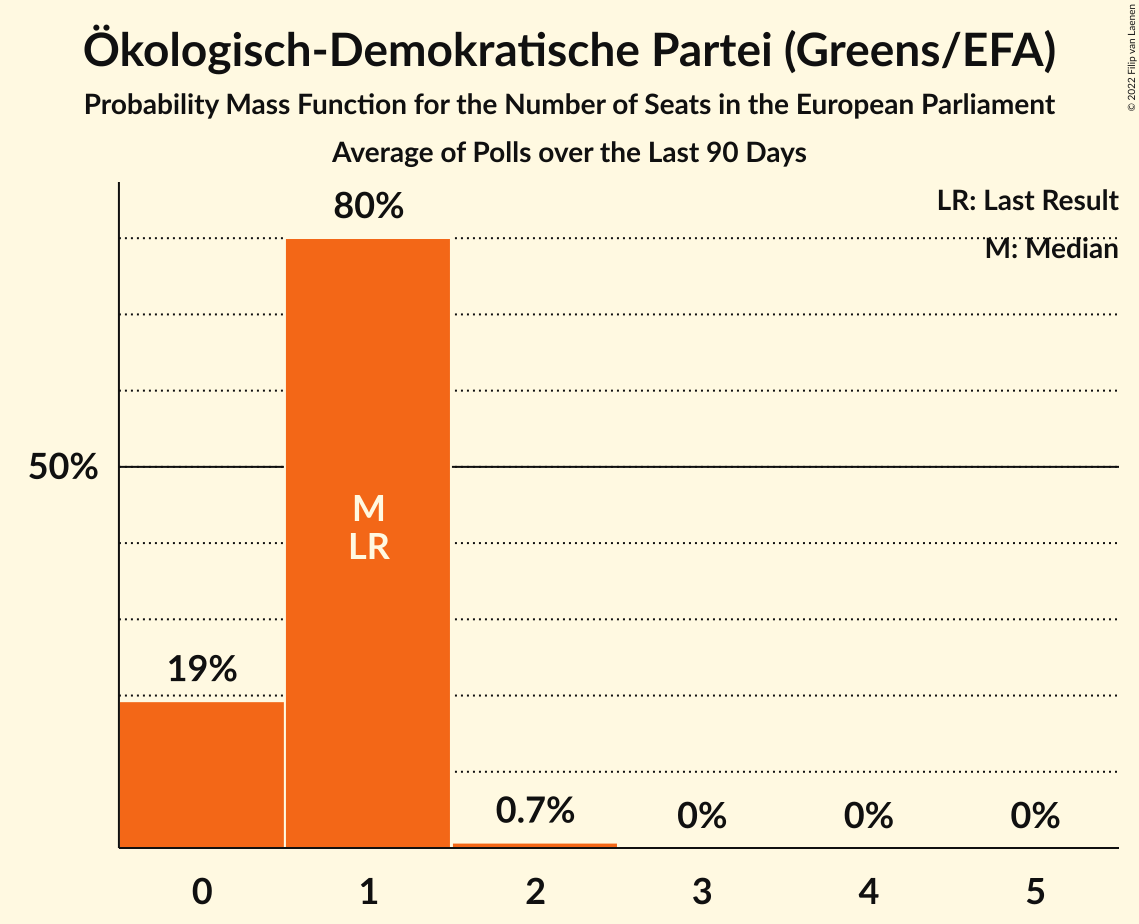 Ökologisch-Demokratische Partei (Greens/EFA)
Probability Mass Function for the Number of Seats in the European Parliament
Average of Polls over the Last 90 Days
© 2022 Filip van Laenen
LR: Last Result
M: Median
80%
50%
M
LR
19%
0.7%
0%
0%
0%
0
1
2
3
4
5